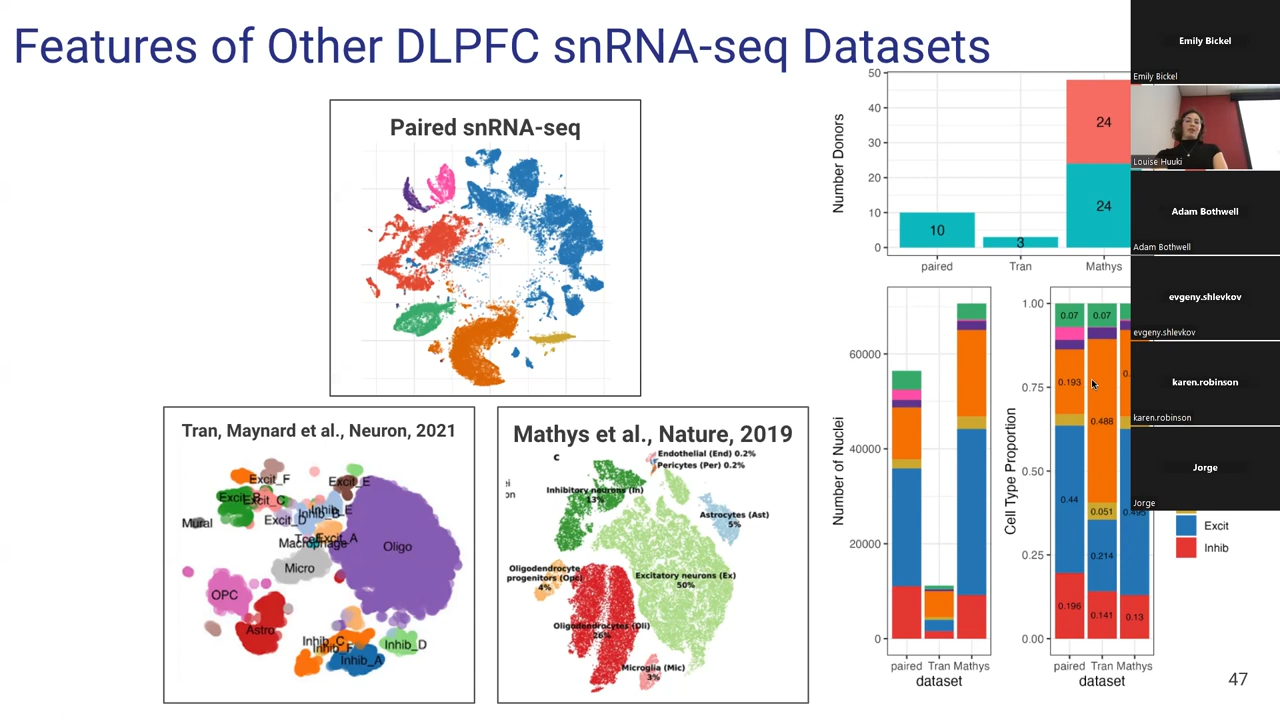 Features of Other DLPFC snRNA-seq Datasets
Paired snRNA-seq
Tran, Maynard et al., Neuron, 2021
Excit_F
Excit_E
Excit_C
Inhib_E
Inhib_B
Excit_D
Mural
Excit_A
Macrophage
Oligo
Micro
OPC
Astro
Inhib_C
Inhib_F
Inhib_D
Inhib_A
Mathys et al., Nature, 2019
c
Endothelial (End) 0.2%
Pericytes (Per) 0.2%
Inhibitory neurons (In)
13%
Astrocytes (Ast)
5%
Oligodendrocyte
progenitors (Opc)
4%
Excitatory neurons (Ex)
50%
Oligodendrocytes (Oli)
26%
Microglia (Mic)
3%
Number Donors
50
40
30
20
10
0
10
3
24
24
paired
Tran
Mathys
Number of Nuclei
60000
40000
20000
0
paired
Tran
Mathys
dataset
Cell Type Proportion
1.00
0.75
0.50
0.25
0.00
0.07
0.07
0.193
0.488
0.051
0.44
0.214
0.495
0.196
0.141
0.13
paired
Tran
Mathys
dataset
Excit
Inhib
47
Emily Bickel
Emily Bickel
Louise Huuki
Adam Bothwell
Adam Bothwell
evgeny.shlevkov
evgeny.shlevkov
karen.robinson
karen.robinson
Jorge
Jorge